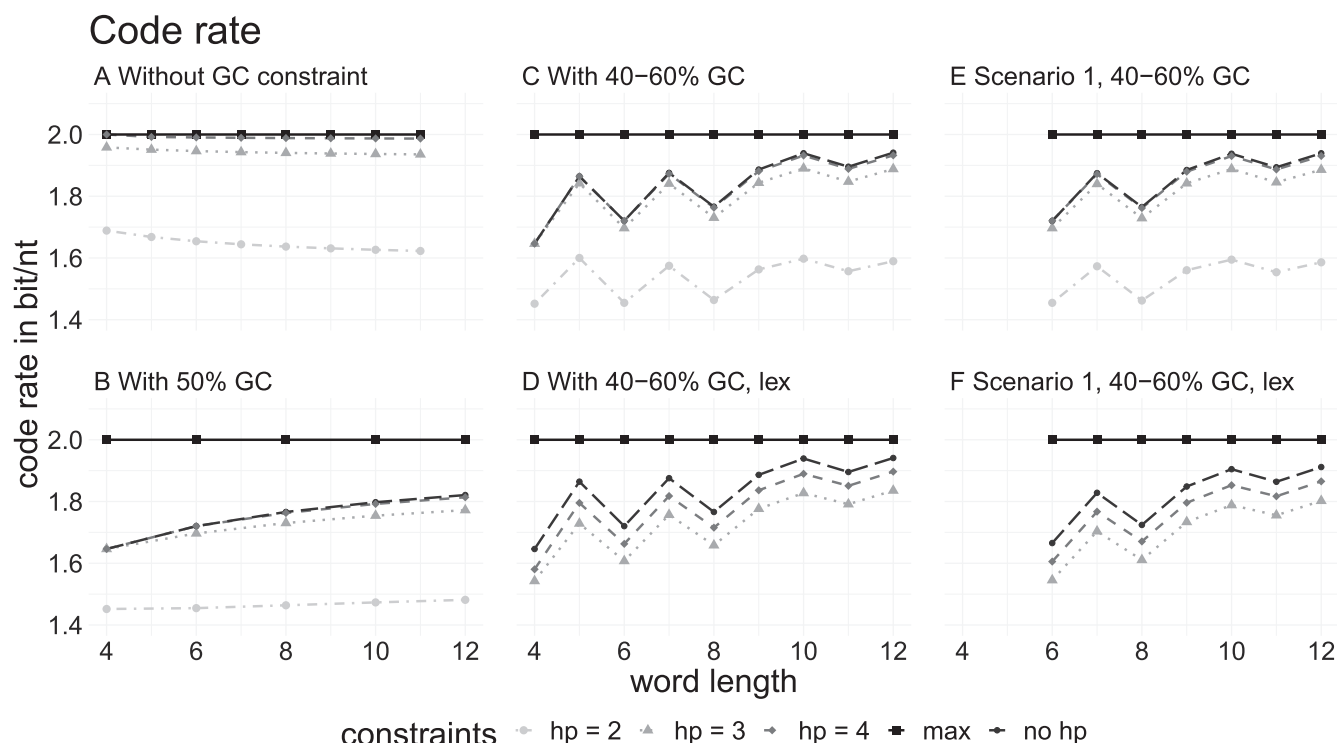 Code rate
A Without GC constraint
C With 40−60% GC
E Scenario 1, 40−60% GC
2.0
1.8
1.6
1.4
code rate in bit/nt
B With 50% GC
D With 40−60% GC, lex
F Scenario 1, 40−60% GC, lex
2.0
1.8
1.6
1.4
4 6 8 10 12
4 6 8 10 12
4 6 8 10 12
word length
constraints hp = 2 hp = 3 hp = 4 max no hp